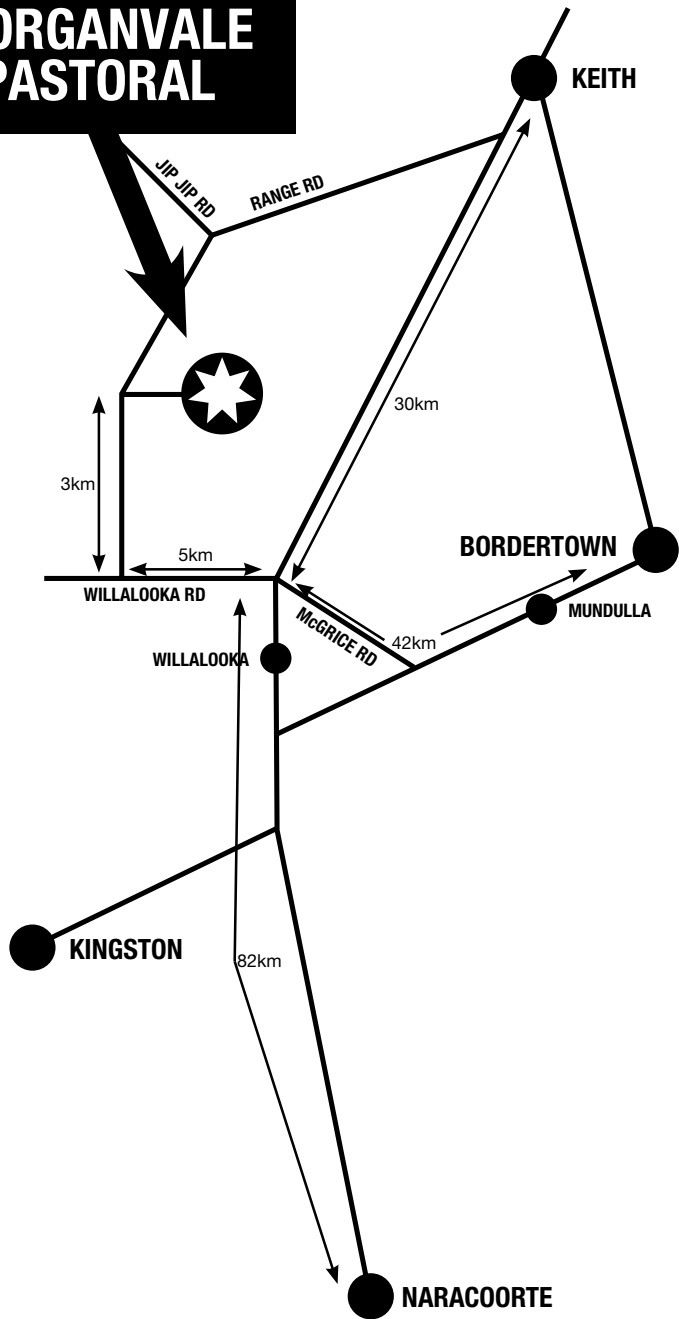 ORGANVALE
PASTORAL
KEITH
JIP JIP RD
RANGE RD
30km
3km
5km
BORDERTOWN
WILLALOOKA RD
MUNDULLA
McGRICE RD
42km
WILLALOOKA
KINGSTON
82km
NARACOORTE